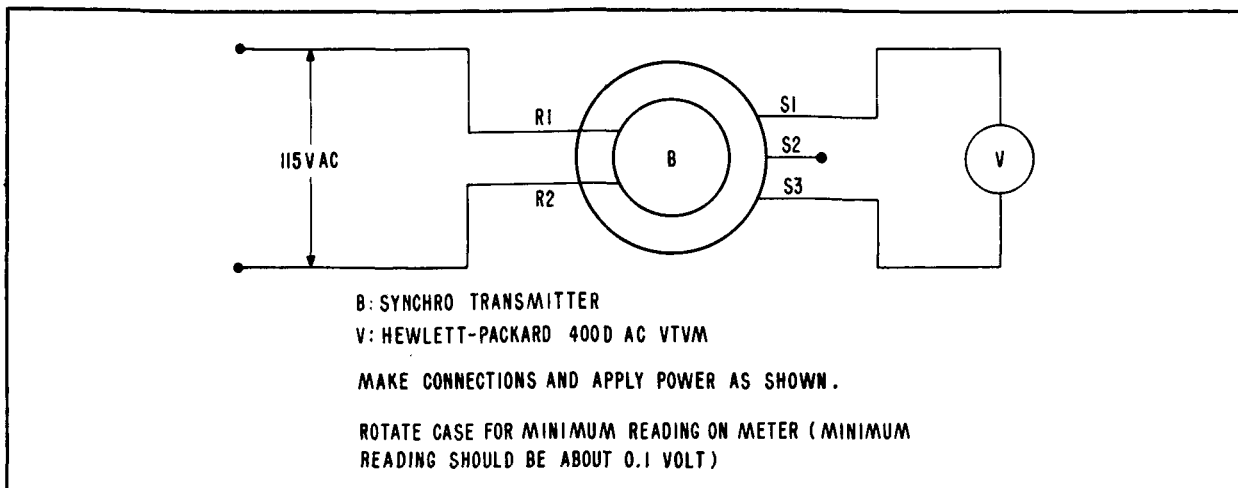 115V AC
R1
R2
B
S1
S2
S3
V
B: SYNCHRO TRANSMITTER
V: HEWLETT-PACKARD 400D AC VTVM
MAKE CONNECTIONS AND APPLY POWER AS SHOWN.
ROTATE CASE FOR MINIMUM READING ON METER (MINIMUM
READING SHOULD BE ABOUT 0.1 VOLT)